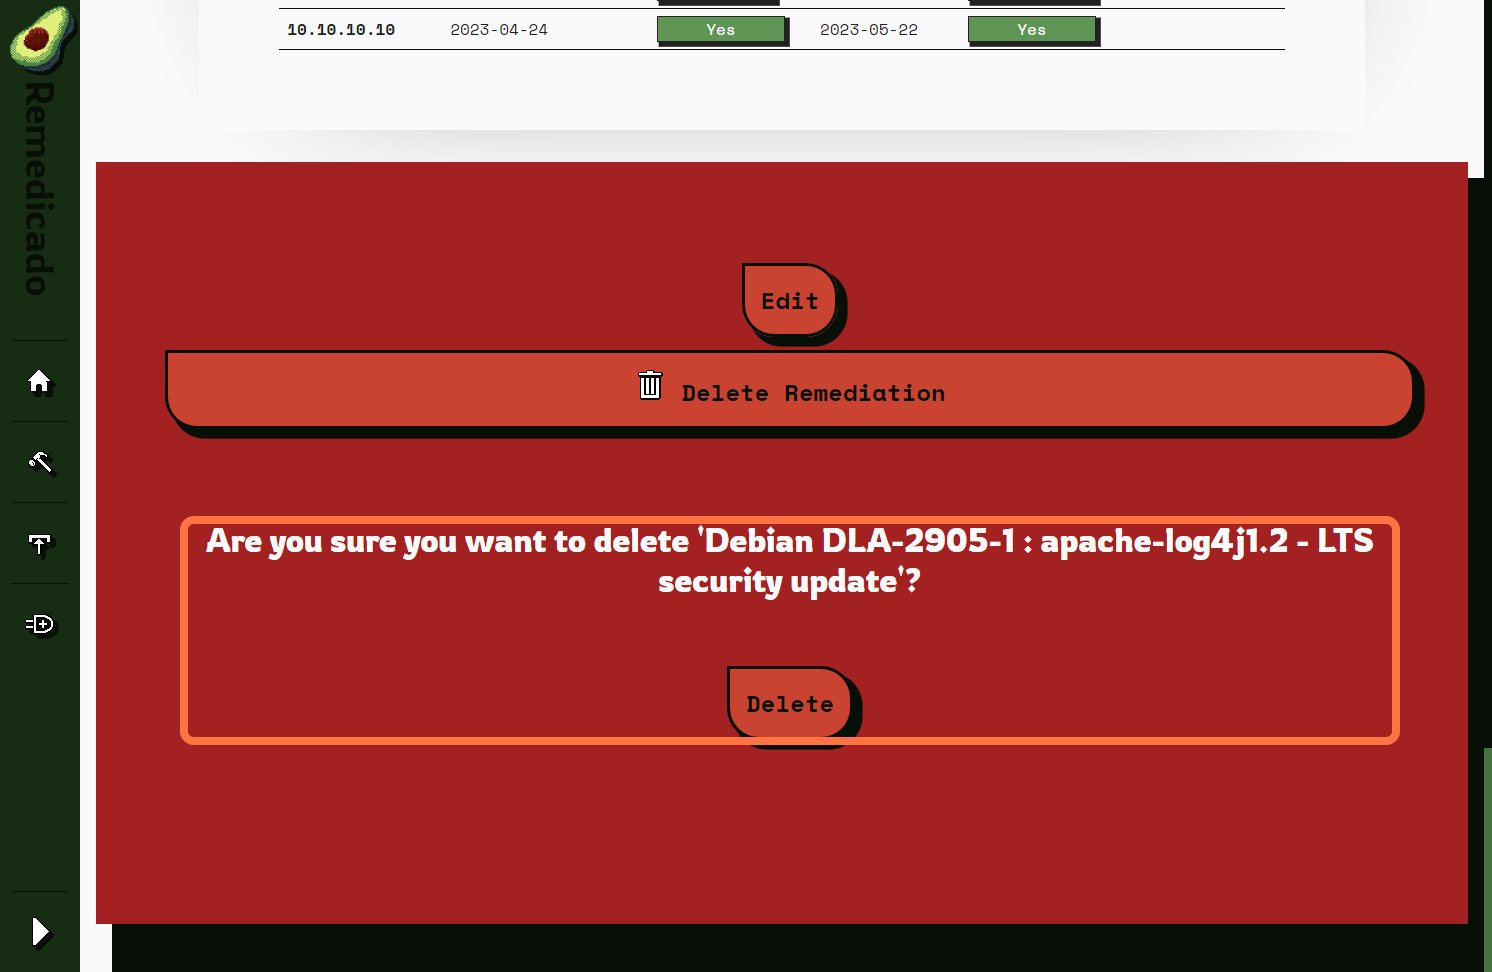 10.10.10.10 2023-04-24 Yes 2023-05-22 Yes
Remedicado
Edit
Delete Remediation
Are you sure you want to delete 'Debian DLA-2905-1 : apache-log4j1.2 - LTS
security update'?
Delete